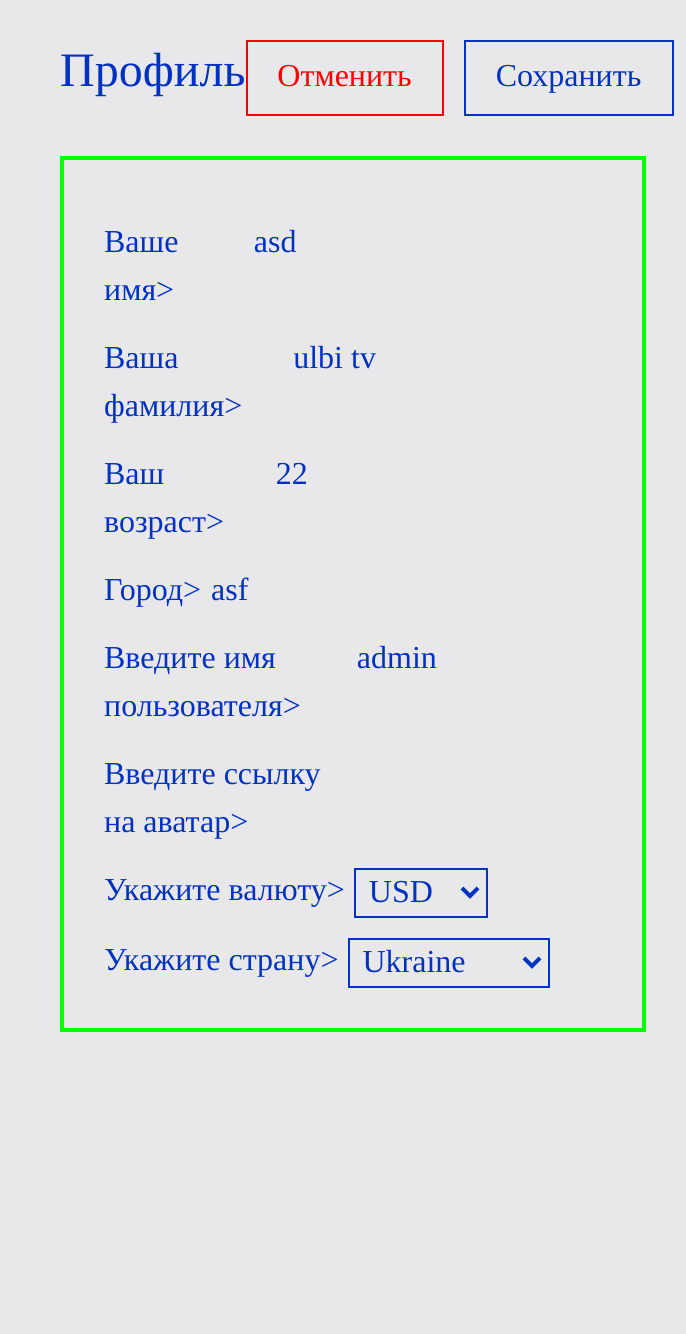 Профиль Отменить Сохранить
Ваше asd
имя>
Ваша ulbi tv
фамилия>
Ваш 22
возраст>
Город> asf
Введите имя admin
пользователя>
Введите ссылку
на аватар>
Укажите валюту> USD
Укажите страну> Ukraine